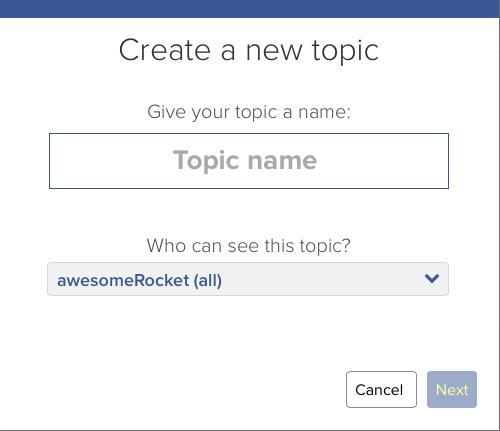 Create a new topic
Give your topic a name:
Topic name
Who can see this topic?
awesomeRocket (all)
Cancel
Next